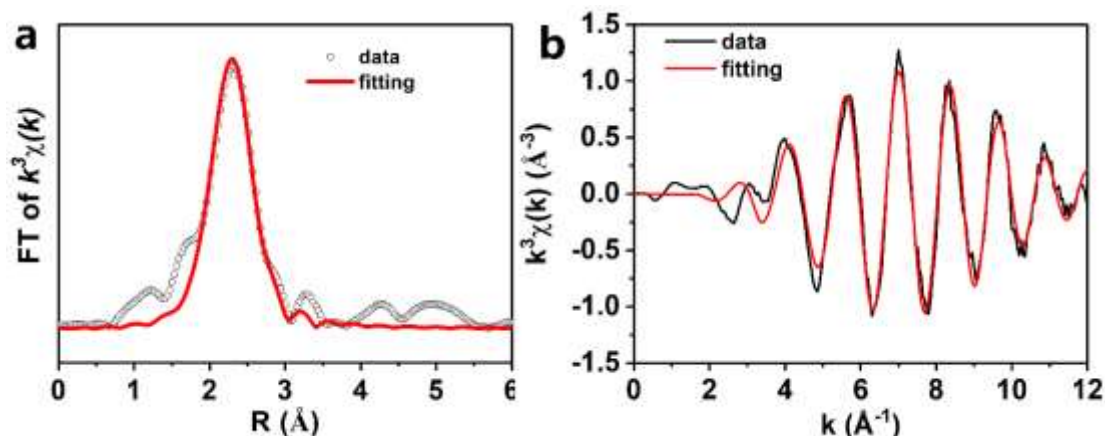 a
data
fitting
FT of k³χ(k)
0 1 2 3 4 5 6
R (Å)
b
data
fitting
k³χ(k) (Å⁻³)
1.5
1.0
0.5
0.0
-0.5
-1.0
-1.5
0 2 4 6 8 10 12
k (Å⁻¹)